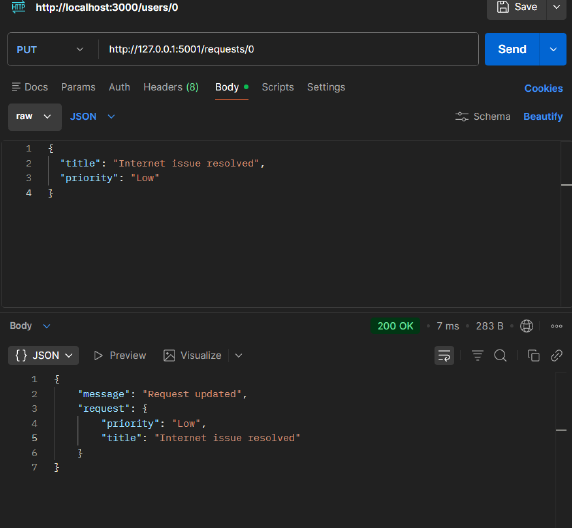 HTTP http://localhost:3000/users/0 Save
PUT http://127.0.0.1:5001/requests/0 Send
Docs Params Auth Headers (8) Body Scripts Settings Cookies
raw JSON Schema Beautify
1 {
2 "title": "Internet issue resolved",
3 "priority": "Low"
4 }
Body 200 OK 7 ms 283 B
{} JSON Preview Visualize
1 {
2 "message": "Request updated",
3 "request": {
4 "priority": "Low",
5 "title": "Internet issue resolved"
6 }
7 }